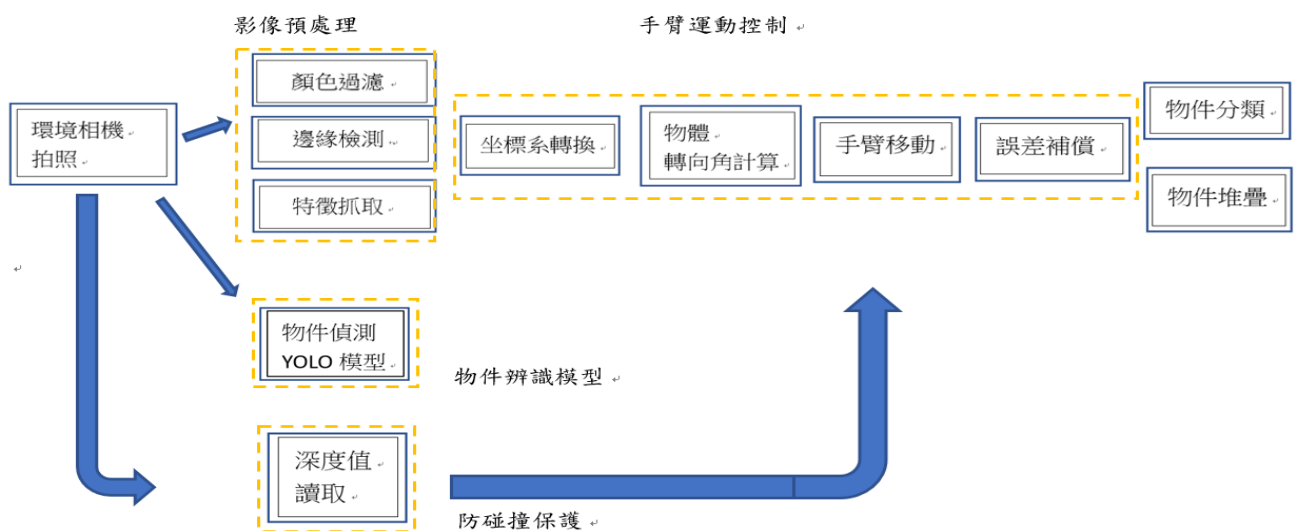 影像預處理
手臂運動控制
環境相機
拍照
顏色過濾
邊緣檢測
特徵抓取
坐標系轉換
物體
轉向角計算
手臂移動
誤差補償
物件分類
物件堆疊
物件偵測
YOLO 模型
物件辨識模型
深度值
讀取
防碰撞保護